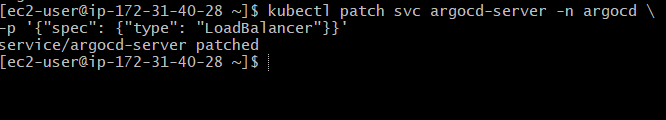 [ec2-user@ip-172-31-40-28 ~]$ kubectl patch svc argocd-server -n argocd \
-p '{"spec": {"type": "LoadBalancer"}}'
service/argocd-server patched
[ec2-user@ip-172-31-40-28 ~]$